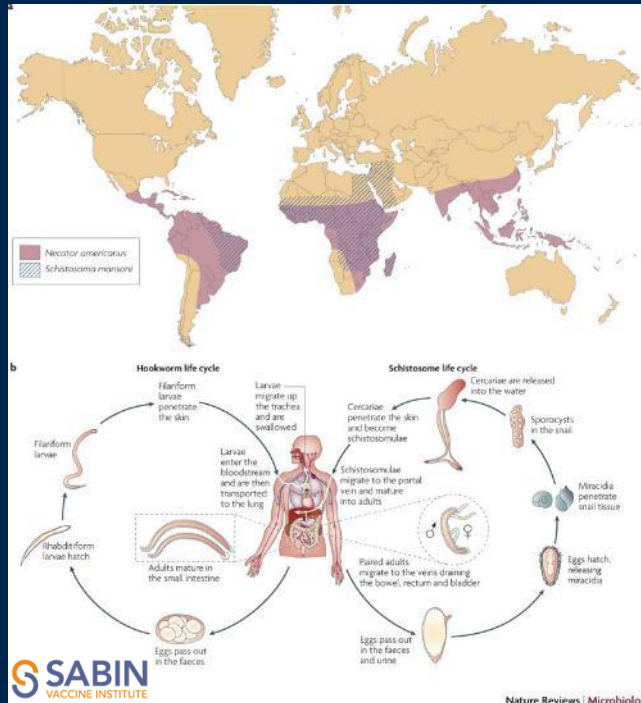 a
Necator americanus
Schistosoma mansoni
b
Hookworm life cycle
Filariform
larvae
penetrate
the skin
Larvae
migrate up
the trachea
and are
swallowed
Larvae
enter the
bloodstream
and are then
transported
to the lung
Filariform
larvae
Rhabditiform
larvae hatch
Adults mature in
the small intestine
Eggs pass out
in the faeces
Schistosome life cycle
Cercariae are released
into the water
Cercariae
penetrate the skin
and become
schistosomulae
Sporocysts
in the snail
Schistosomulae
migrate to the portal
vein and mature
into adults
Miracidia
penetrate
snail tissue
♂
♀
Paired adults
migrate to the veins draining
the bowel, rectum and bladder
Eggs hatch,
releasing
miracidia
Eggs pass out
in the faeces
and urine
SABIN
VACCINE INSTITUTE
Nature Reviews | Microbiolo